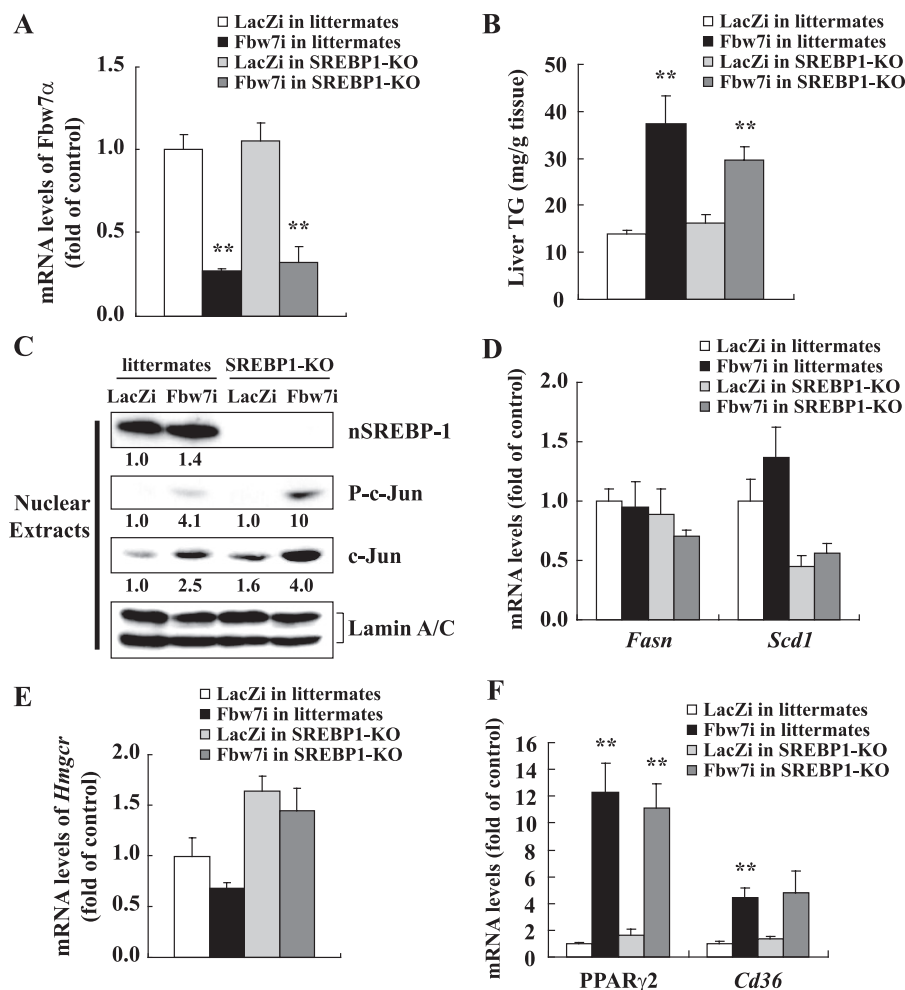 A
LacZi in littermates
Fbw7i in littermates
LacZi in SREBP1-KO
Fbw7i in SREBP1-KO
mRNA levels of Fbw7α
(fold of control)
1.5
1.0
0.5
0.0
**
**
B
LacZi in littermates
Fbw7i in littermates
LacZi in SREBP1-KO
Fbw7i in SREBP1-KO
Liver TG (mg/g tissue)
50
40
30
20
10
0
**
**
C
littermates SREBP1-KO
LacZi Fbw7i LacZi Fbw7i
nSREBP-1
1.0 1.4
P-c-Jun
1.0 4.1 1.0 10
c-Jun
1.0 2.5 1.6 4.0
Lamin A/C
Nuclear
Extracts
D
LacZi in littermates
Fbw7i in littermates
LacZi in SREBP1-KO
Fbw7i in SREBP1-KO
mRNA levels (fold of control)
2.0
1.5
1.0
0.5
0.0
Fasn Scd1
E
LacZi in littermates
Fbw7i in littermates
LacZi in SREBP1-KO
Fbw7i in SREBP1-KO
mRNA levels of Hmgcr
(fold of control)
2.0
1.5
1.0
0.5
0.0
F
LacZi in littermates
Fbw7i in littermates
LacZi in SREBP1-KO
Fbw7i in SREBP1-KO
mRNA levels (fold of control)
16
14
12
10
8
6
4
2
0
**
**
**
PPARγ2 Cd36